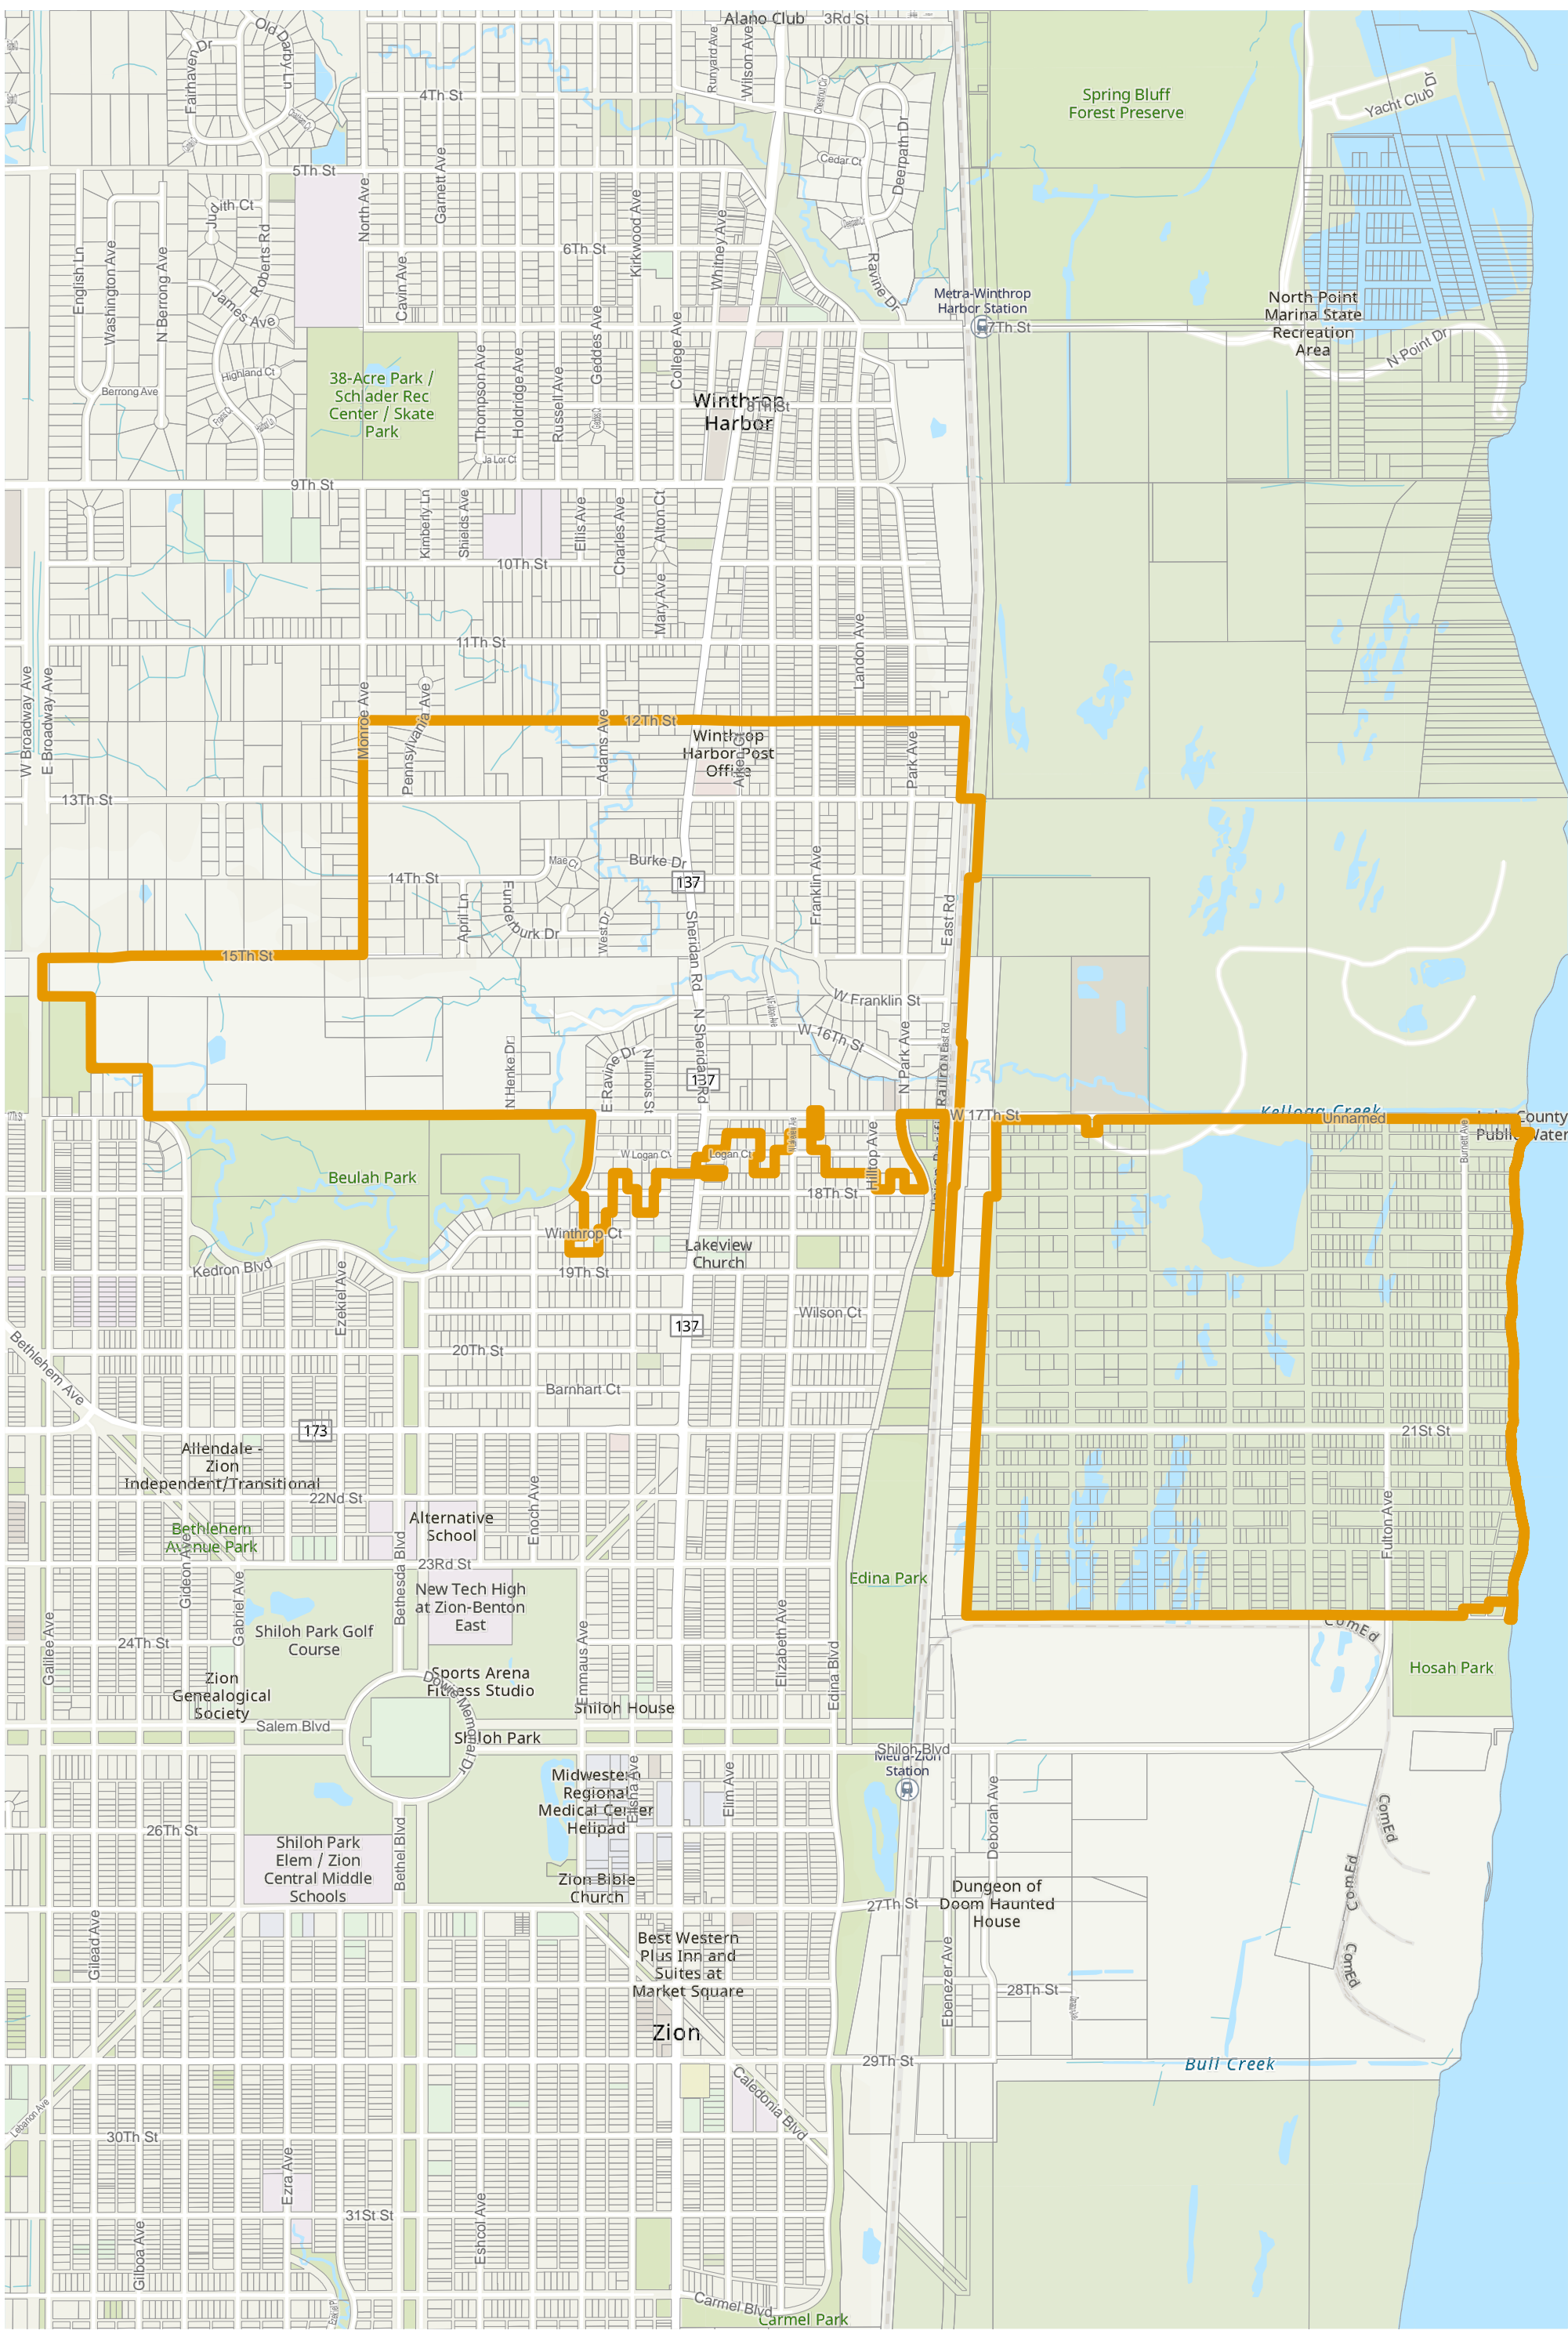 Alano Club
3Rd St
Old Darby Ln
Fairhaven Dr
Runyard Ave
Wilson Ave
Chestnut Cir
4Th St
Spring Bluff
Forest Preserve
Yacht Club Dr
Deerpath Dr
Cedar Ct
5Th St
North Ave
Garnett Ave
Kirkwood Ave
Whitney Ave
6Th St
Ravine Dr
English Ln
Washington Ave
N Berrong Ave
Roberts Rd
James Ave
Cavin Ave
Metra-Winthrop
Harbor Station
7Th St
North Point
Marina State
Recreation
Area
N Point Dr
Geddes Ave
College Ave
Thompson Ave
Holdridge Ave
Russell Ave
Highland Ct
Berrong Ave
38-Acre Park /
Schlader Rec
Center / Skate
Park
Winthrop
Harbor
8Th St
Ja Lor Ct
9Th St
Kimberly Ln
Shields Ave
Ellis Ave
Charles Ave
Alton Ct
10Th St
Mary Ave
11Th St
Landon Ave
W Broadway Ave
E Broadway Ave
Monroe Ave
Pennsylvania Ave
Adams Ave
12Th St
Winthrop
Harbor Post
Office
Park Ave
13Th St
Burke Dr
Mae Ct
14Th St
137
Franklin Ave
April Ln
Funderburk Dr
West Dr
Sheridan Rd
East Rd
15Th St
W Franklin St
W 16Th St
N Henke Dr
E Ravine Dr
N Illinois St
N Sheridan Rd
137
N Park Ave
N East Rd
W 17Th St
Kellogg Creek
Unnamed
Burnett Ave
W Logan Ct
Logan Ct
Hilltop Ave
Beulah Park
18Th St
Winthrop Ct
Lakeview
Church
Kedron Blvd
19Th St
Ezekiel Ave
Wilson Ct
137
Bethlehem Ave
20Th St
Barnhart Ct
173
21St St
Allendale -
Zion
Independent/Transitional
22Nd St
Alternative
School
Enoch Ave
Bethlehem
Avenue Park
Gideon Ave
Bethesda Blvd
23Rd St
Fulton Ave
Edina Park
New Tech High
at Zion-Benton
East
Gabriel Ave
Shiloh Park Golf
Course
Galilee Ave
24Th St
Emmaus Ave
Elizabeth Ave
Edina Blvd
ComEd
Hosah Park
Zion
Genealogical
Society
Sports Arena
Fitness Studio
Dowie Memorial Dr
Shiloh House
Salem Blvd
Shiloh Park
Shiloh Blvd
Metra-Zion
Station
Midwestern
Regional
Medical Center
Helipad
Elisha Ave
Elim Ave
Deborah Ave
ComEd
26Th St
Bethel Blvd
Shiloh Park
Elem / Zion
Central Middle
Schools
Zion Bible
Church
27Th St
Dungeon of
Doom Haunted
House
ComEd
Gilead Ave
Best Western
Plus Inn and
Suites at
Market Square
Ebenezer Ave
ComEd
28Th St
Zion
29Th St
Bull Creek
Caledonia Blvd
Lebanon Ave
30Th St
Ezra Ave
31St St
Eshcol Ave
Gilboa Ave
Carmel Blvd
Carmel Park